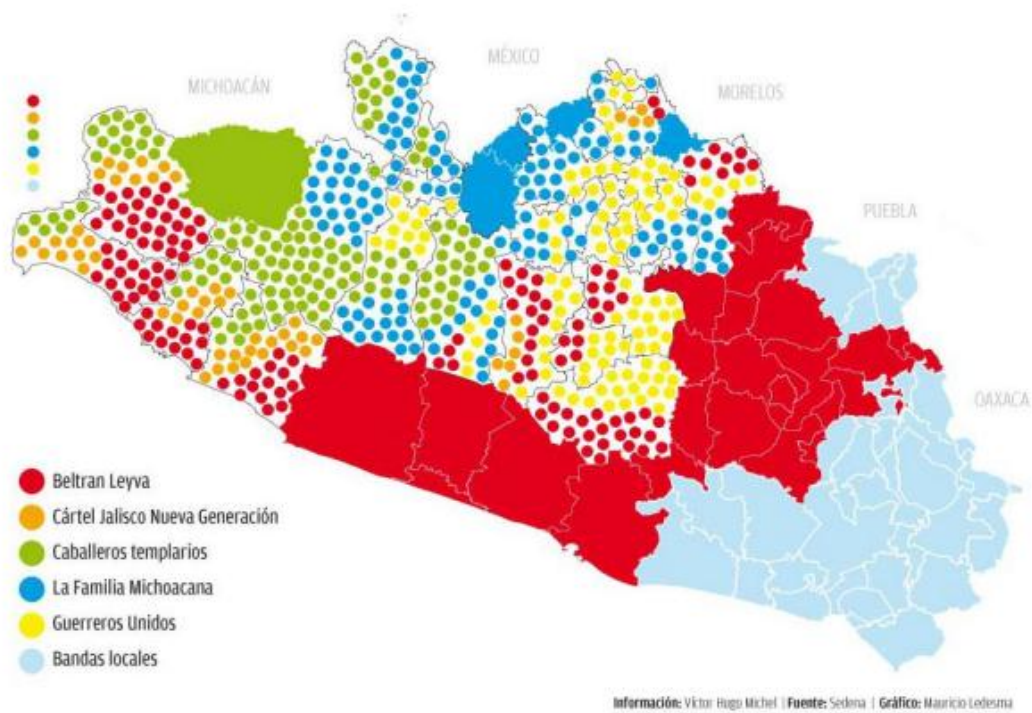 MÉXICO
MICHOACÁN
MORELOS
PUEBLA
OAXACA
Beltran Leyva
Cártel Jalisco Nueva Generación
Caballeros templarios
La Familia Michoacana
Guerreros Unidos
Bandas locales
Información: Víctor Hugo Michel | Fuente: Sedena | Gráfico: Mauricio Ledesma